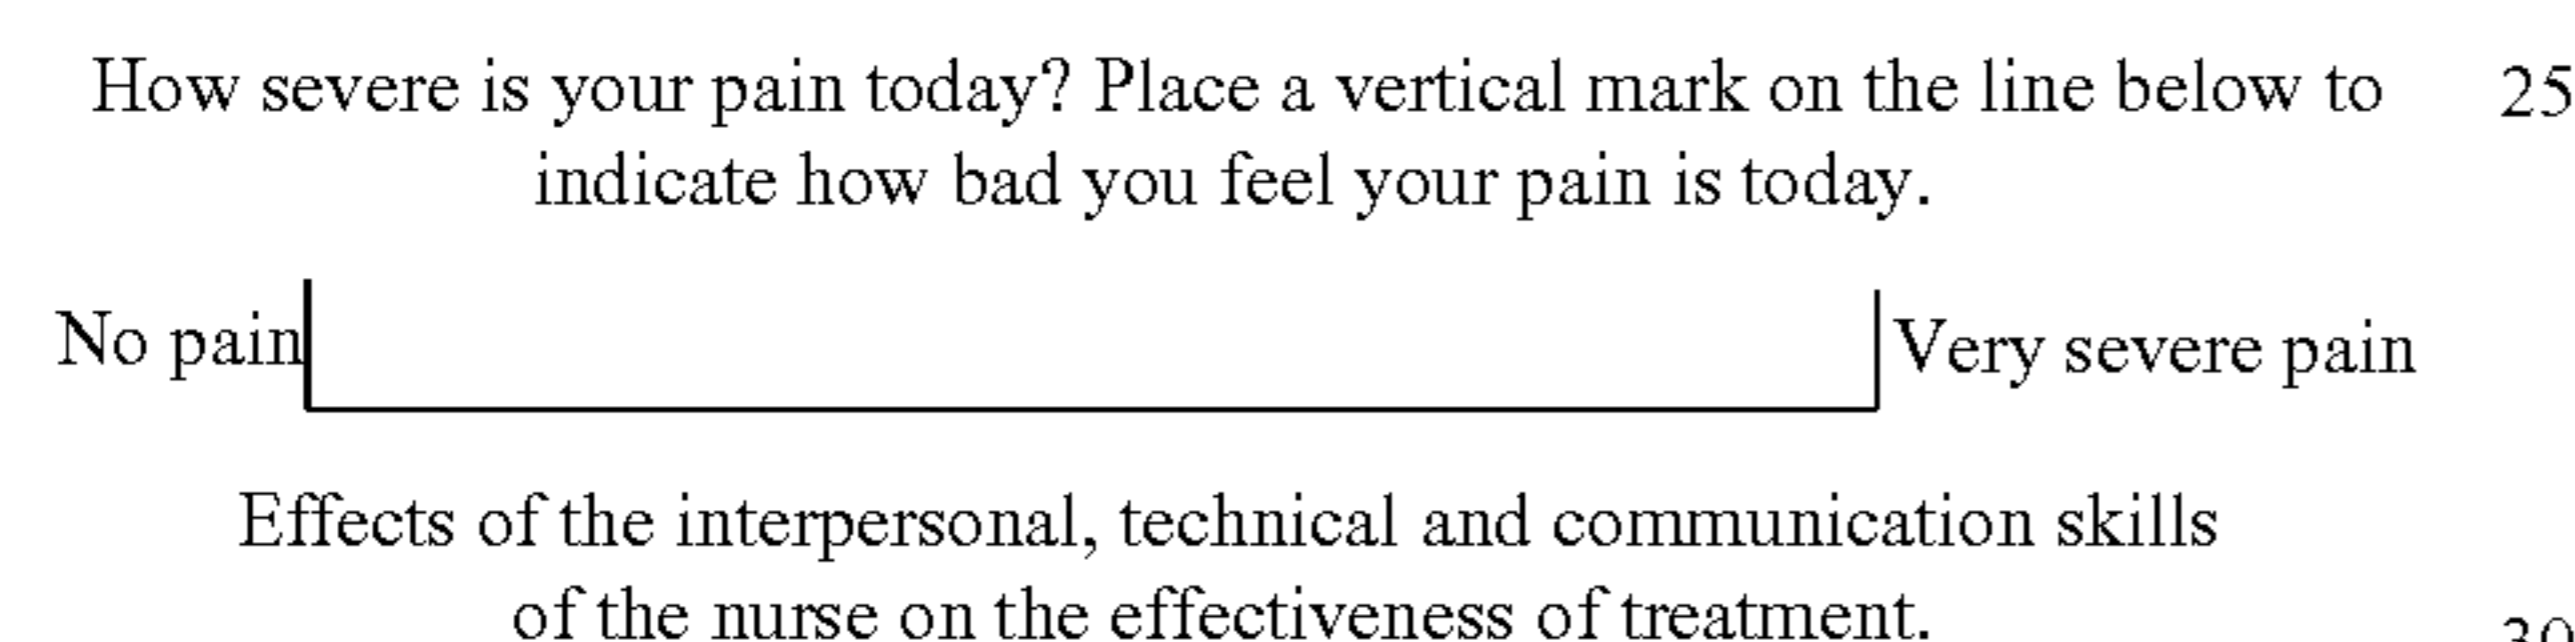 How severe is your pain today? Place a vertical mark on the line below to 25
indicate how bad you feel your pain is today.
No pain Very severe pain
Effects of the interpersonal, technical and communication skills
of the nurse on the effectiveness of treatment.
30